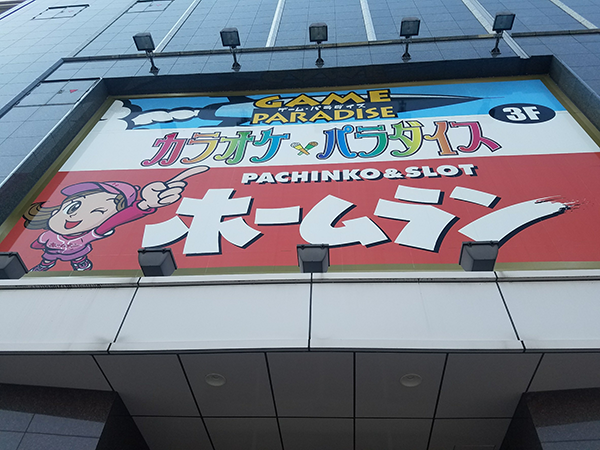 GAME
ゲーム・パラダイス
PARADISE
3F
カラオケ×パラダイス
PACHINKO&SLOT
ホームラン